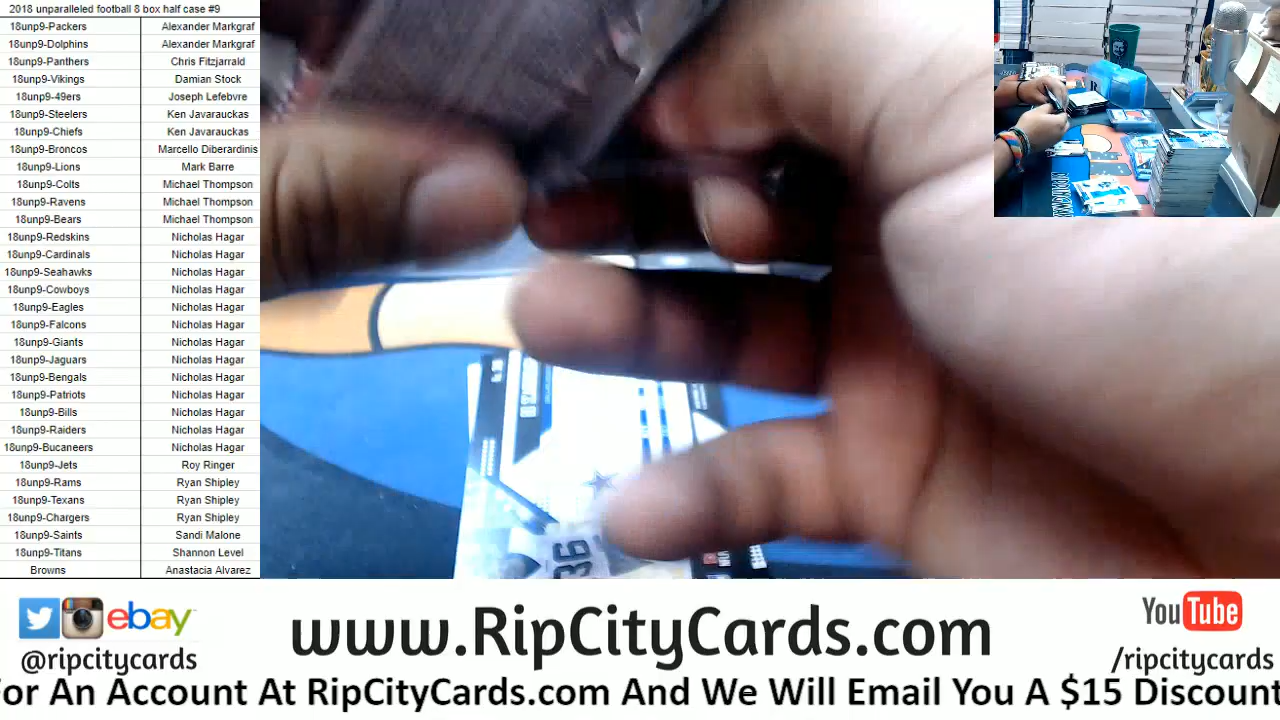 2018 unparalleled football 8 box half case #9
18unp9-Packers Alexander Markgraf
18unp9-Dolphins Alexander Markgraf
18unp9-Panthers Chris Fitzjarrald
18unp9-Vikings Damian Stock
18unp9-49ers Joseph Lefebvre
18unp9-Steelers Ken Javarauckas
18unp9-Chiefs Ken Javarauckas
18unp9-Broncos Marcello Diberardinis
18unp9-Lions Mark Barre
18unp9-Colts Michael Thompson
18unp9-Ravens Michael Thompson
18unp9-Bears Michael Thompson
18unp9-Redskins Nicholas Hagar
18unp9-Cardinals Nicholas Hagar
18unp9-Seahawks Nicholas Hagar
18unp9-Cowboys Nicholas Hagar
18unp9-Eagles Nicholas Hagar
18unp9-Falcons Nicholas Hagar
18unp9-Giants Nicholas Hagar
18unp9-Jaguars Nicholas Hagar
18unp9-Bengals Nicholas Hagar
18unp9-Patriots Nicholas Hagar
18unp9-Bills Nicholas Hagar
18unp9-Raiders Nicholas Hagar
18unp9-Bucaneers Nicholas Hagar
18unp9-Jets Roy Ringer
18unp9-Rams Ryan Shipley
18unp9-Texans Ryan Shipley
18unp9-Chargers Ryan Shipley
18unp9-Saints Sandi Malone
18unp9-Titans Shannon Level
Browns Anastacia Alvarez
36
ebay
@ripcitycards
www.RipCityCards.com
YouTube
/ripcitycards
For An Account At RipCityCards.com And We Will Email You A $15 Discount